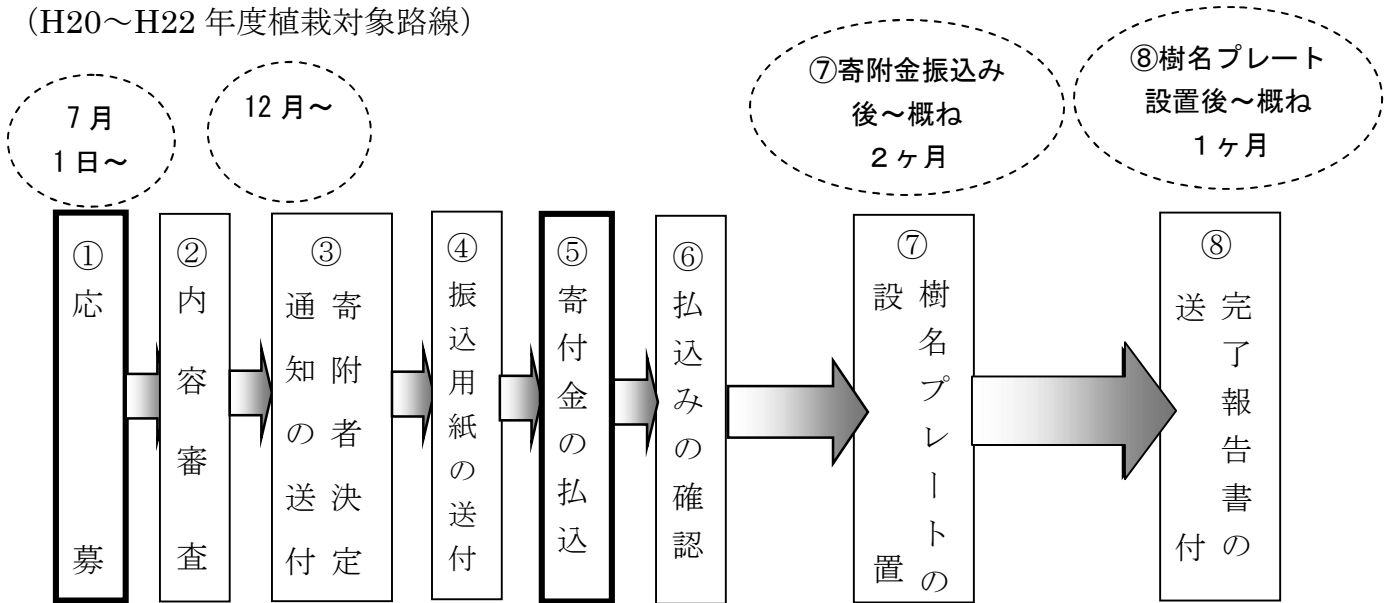 （H20～H22 年度植栽対象路線）
7 月
1 日～
12 月～
⑦寄附金振込み
後～概ね
２ヶ月
⑧樹名プレート
設置後～概ね
１ヶ月
①応募
②内容審査
③寄附者決定
通知の送付
④振込用紙の送付
⑤寄付金の払込
⑥払込みの確認
⑦樹名プレートの
設置
⑧完了報告書の
送付